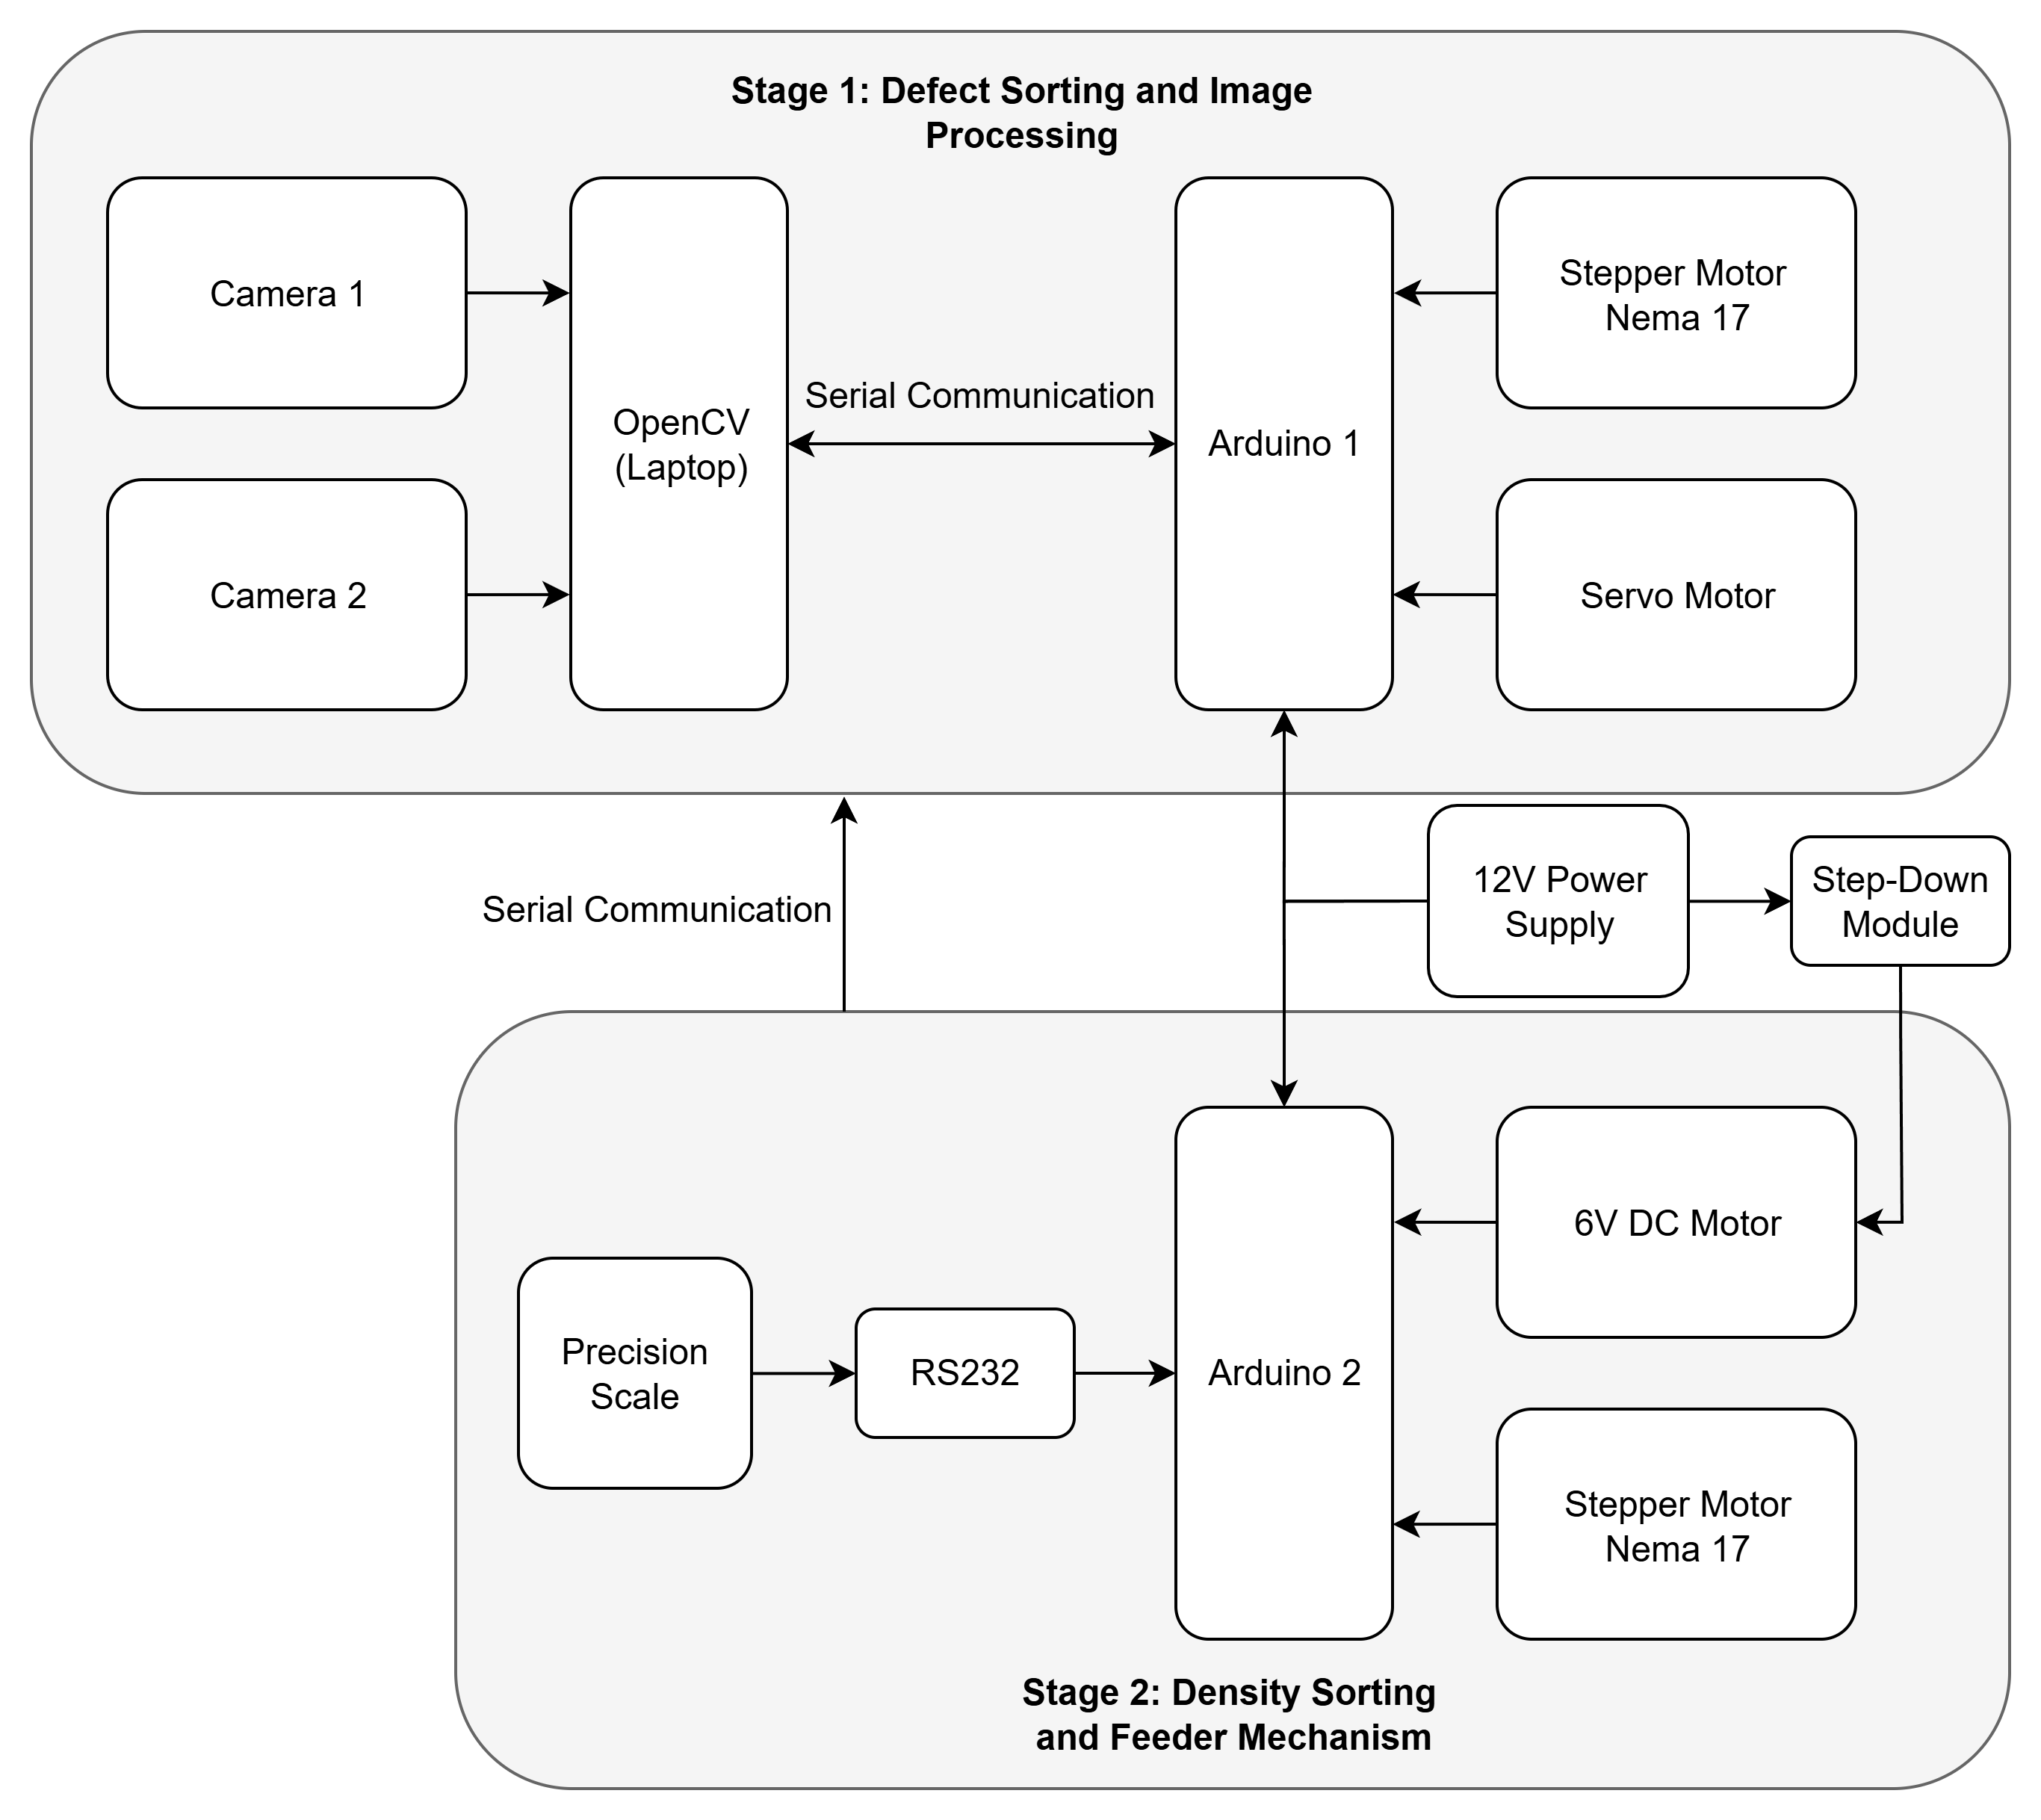 Stage 1: Defect Sorting and Image
Processing
Camera 1
OpenCV
(Laptop)
Serial Communication
Arduino 1
Stepper Motor
Nema 17
Camera 2
Servo Motor
Serial Communication
12V Power
Supply
Step-Down
Module
Precision
Scale
RS232
Arduino 2
6V DC Motor
Stepper Motor
Nema 17
Stage 2: Density Sorting
and Feeder Mechanism